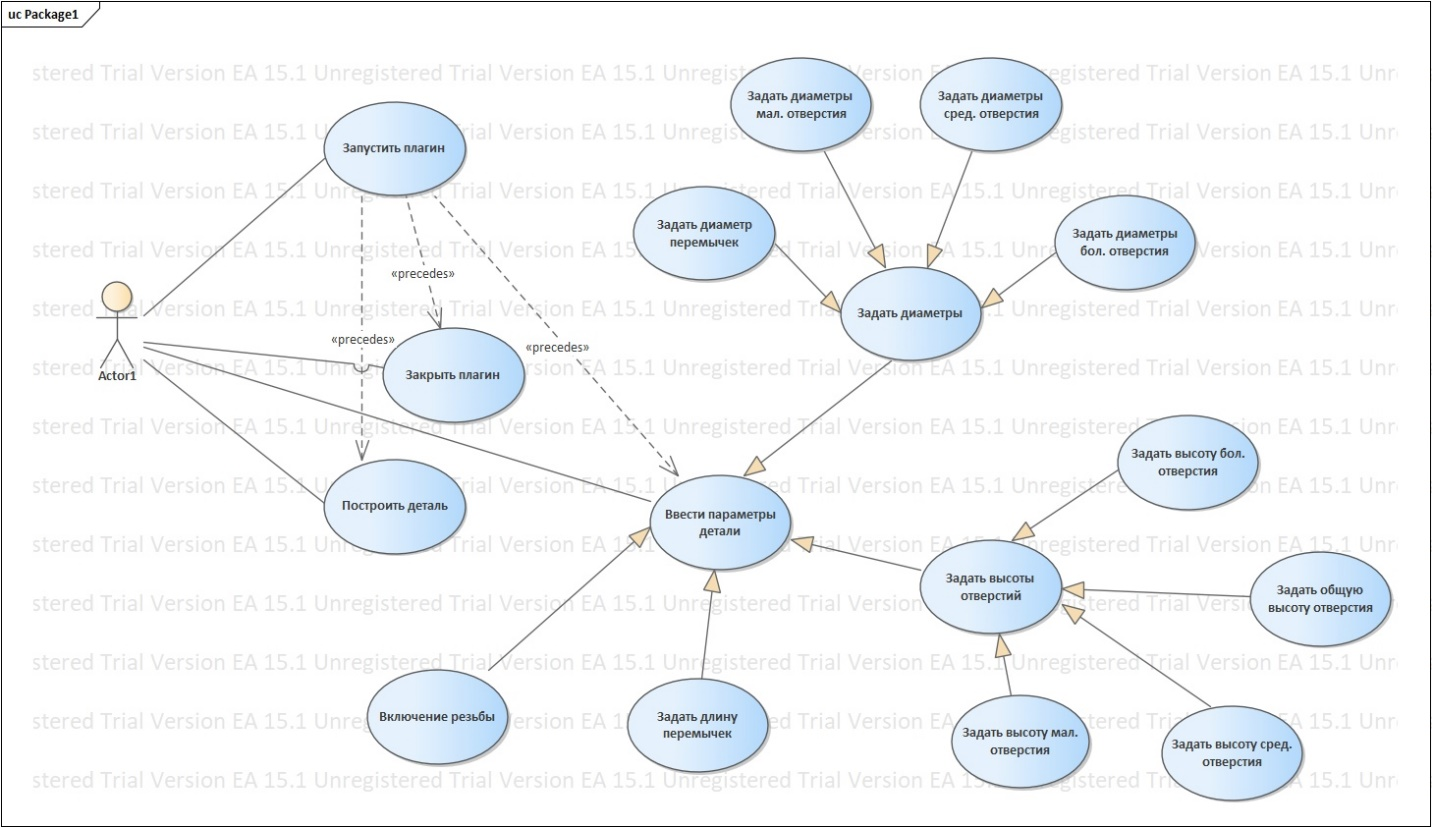 uc Package1
stered Trial Version EA 15.1 Unregistered Trial Version EA 15.1 Unregistered Trial Version EA 15.1 Unregistered Trial Version EA 15.1 Unr
Задать диаметры
мал. отверстия
Задать диаметры
сред. отверстия
Запустить плагин
Задать диаметр
перемычек
Задать диаметры
бол. отверстия
«precedes»
Задать диаметры
«precedes»
«precedes»
Actor1
Закрыть плагин
Задать высоту бол.
отверстия
Построить деталь
Ввести параметры
детали
Задать высоты
отверстий
Задать общую
высоту отверстия
Включение резьбы
Задать длину
перемычек
Задать высоту мал.
отверстия
Задать высоту сред.
отверстия